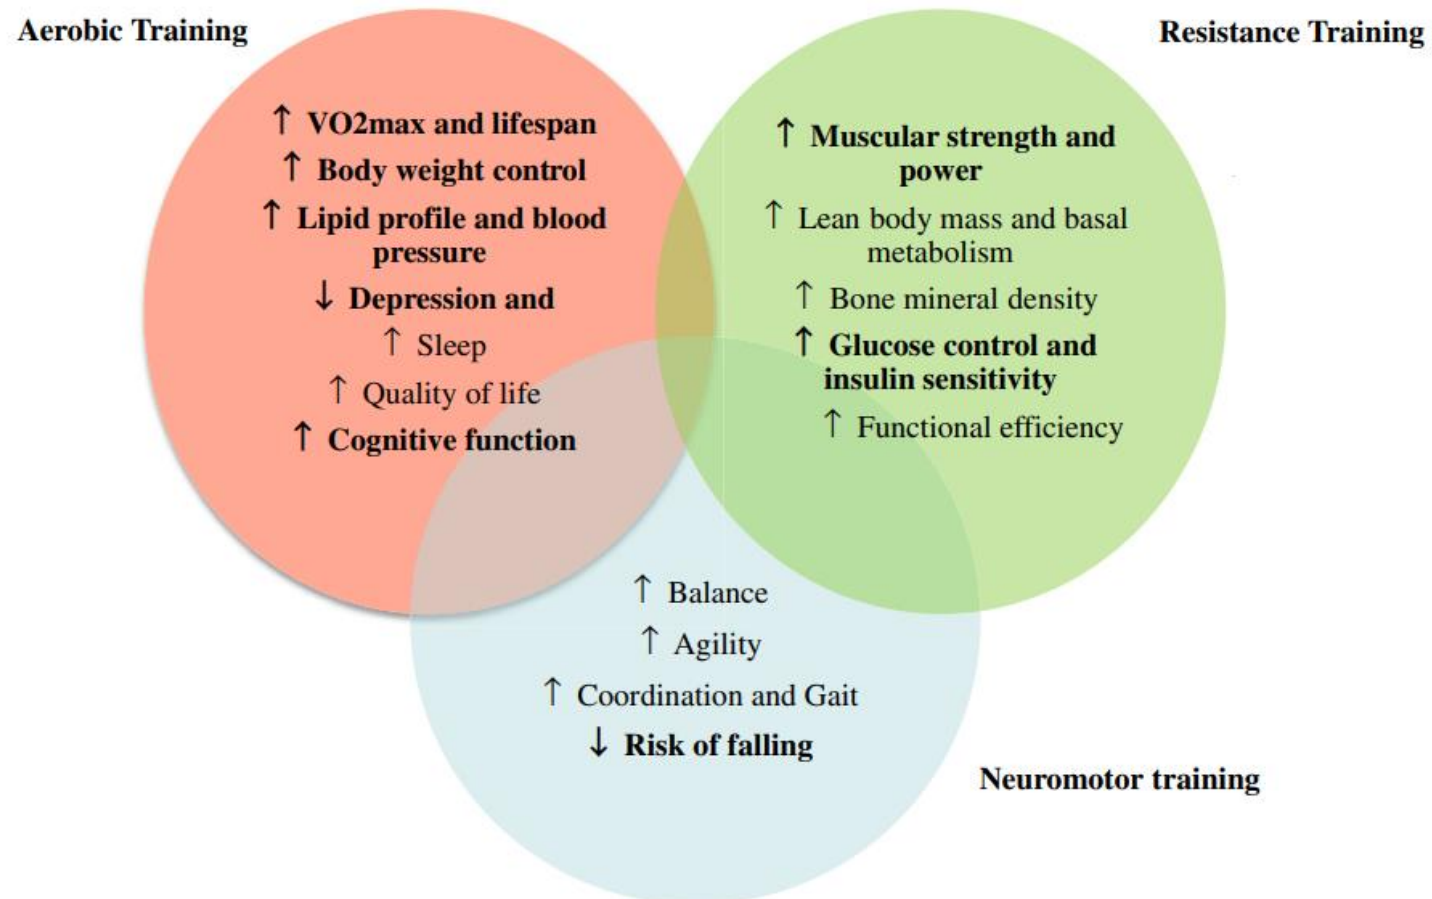 Aerobic Training
↑ VO2max and lifespan
↑ Body weight control
↑ Lipid profile and blood
pressure
↓ Depression and
↑ Sleep
↑ Quality of life
↑ Cognitive function
Resistance Training
↑ Muscular strength and
power
↑ Lean body mass and basal
metabolism
↑ Bone mineral density
↑ Glucose control and
insulin sensitivity
↑ Functional efficiency
↑ Balance
↑ Agility
↑ Coordination and Gait
↓ Risk of falling
Neuromotor training